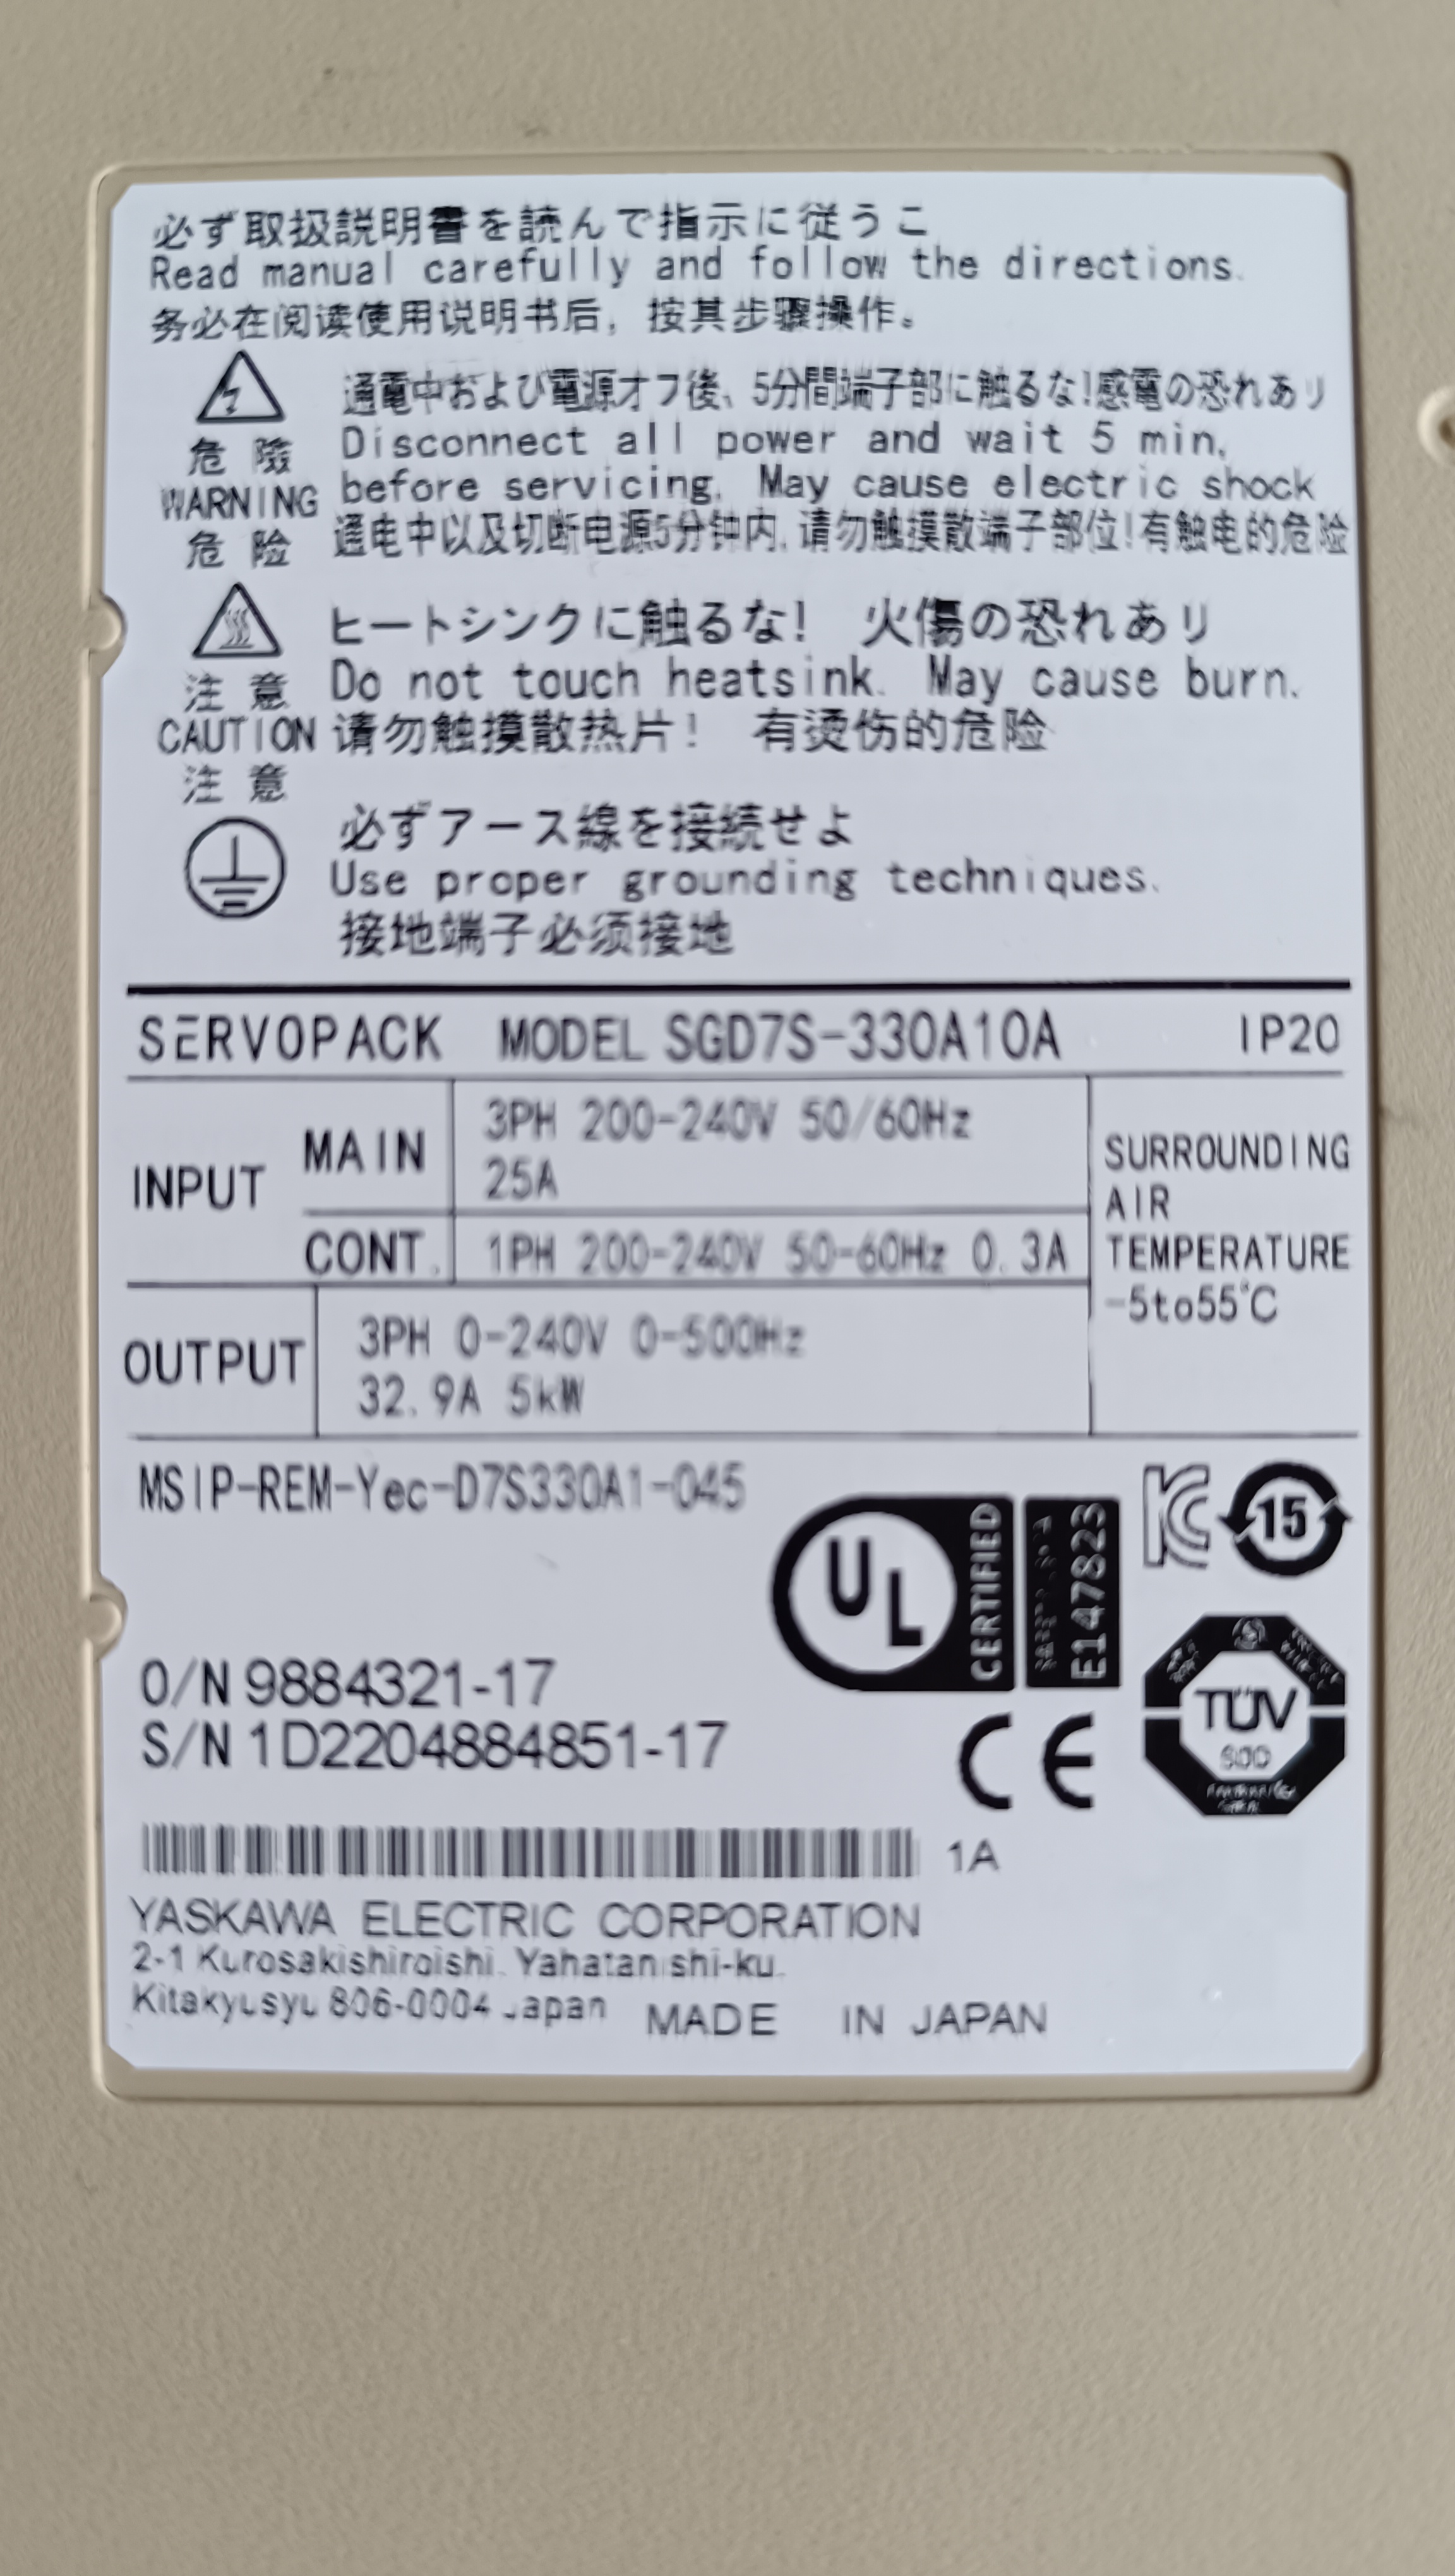 必ず取扱説明書を読んで指示に従うこ
Read manual carefully and follow the directions.
务必在阅读使用说明书后，按其步骤操作。
通電中および電源オフ後、5分間端子部に触るな!感電の恐れあり
危 険
Disconnect all power and wait 5 min,
WARNING
before servicing. May cause electric shock
危 险
通电中以及切断电源5分钟内,请勿触摸散端子部位!有触电的危险
ヒートシンクに触るな! 火傷の恐れあり
注 意
Do not touch heatsink. May cause burn.
CAUTION
请勿触摸散热片! 有烫伤的危险
注 意
必ずアース線を接続せよ
Use proper grounding techniques.
接地端子必须接地
SERVOPACK MODEL SGD7S-330A10A IP20
INPUT
MAIN
3PH 200-240V 50/60Hz
25A
CONT.
1PH 200-240V 50-60Hz 0.3A
SURROUNDING
AIR
TEMPERATURE
-5to55°C
OUTPUT
3PH 0-240V 0-500Hz
32.9A 5kW
MSIP-REM-Yec-D7S330A1-045
UL
CERTIFIED
E147823
15
TÜV
O/N 9884321-17
S/N 1D2204884851-17
CE
1A
YASKAWA ELECTRIC CORPORATION
2-1 Kurosakishiroishi, Yahatanishi-ku,
Kitakyusyu 806-0004 Japan
MADE IN JAPAN